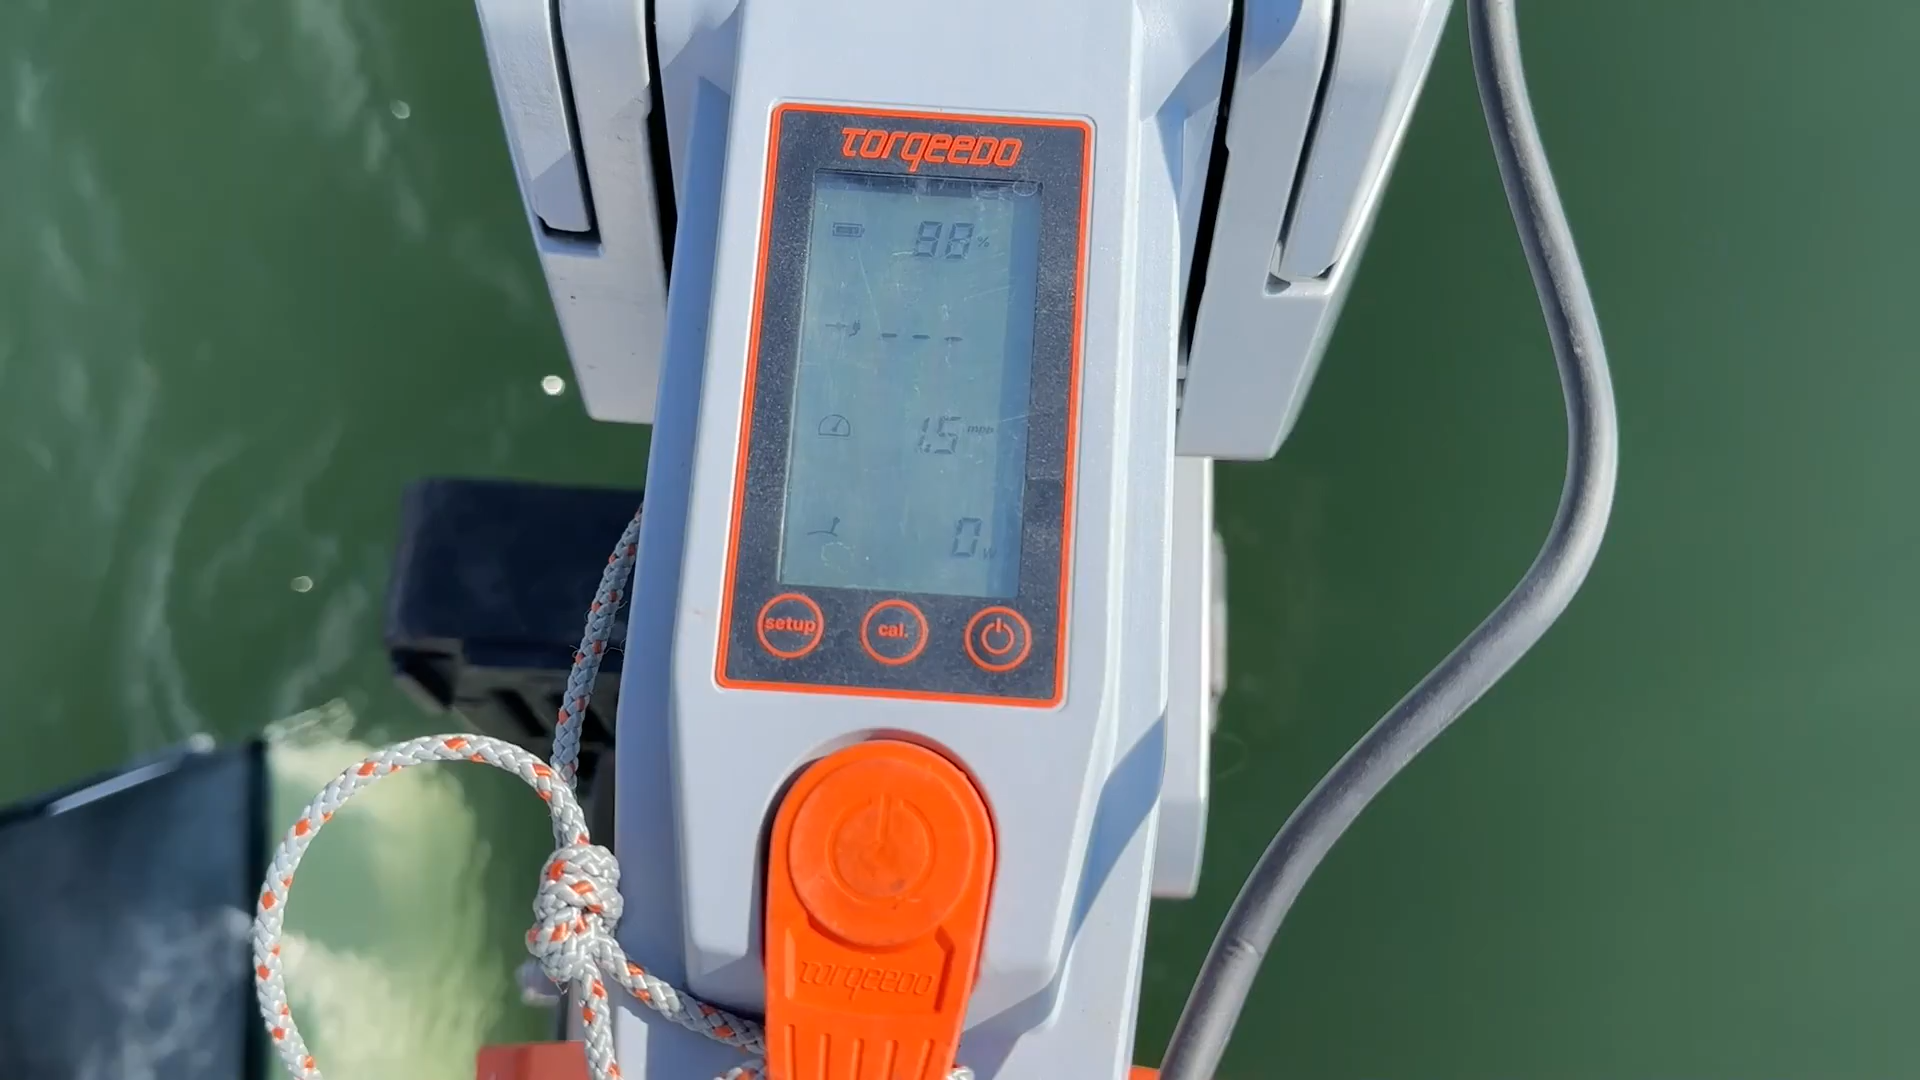 TORQEEDO
88 %
- - -
1.5 mph
0 W
setup cal.
TORQEEDO